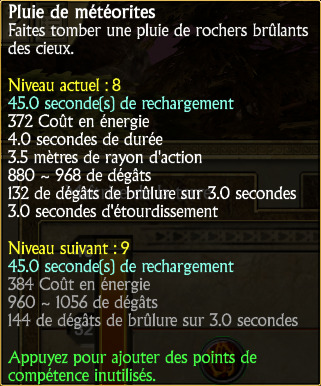 Pluie de météorites
Faites tomber une pluie de rochers brûlants
des cieux.
Niveau actuel : 8
45.0 seconde(s) de rechargement
372 Coût en énergie
4.0 secondes de durée
3.5 mètres de rayon d'action
880 ~ 968 de dégâts
132 de dégâts de brûlure sur 3.0 secondes
3.0 secondes d'étourdissement
Niveau suivant : 9
45.0 seconde(s) de rechargement
384 Coût en énergie
960 ~ 1056 de dégâts
144 de dégâts de brûlure sur 3.0 secondes
Appuyez pour ajouter des points de
compétence inutilisés.